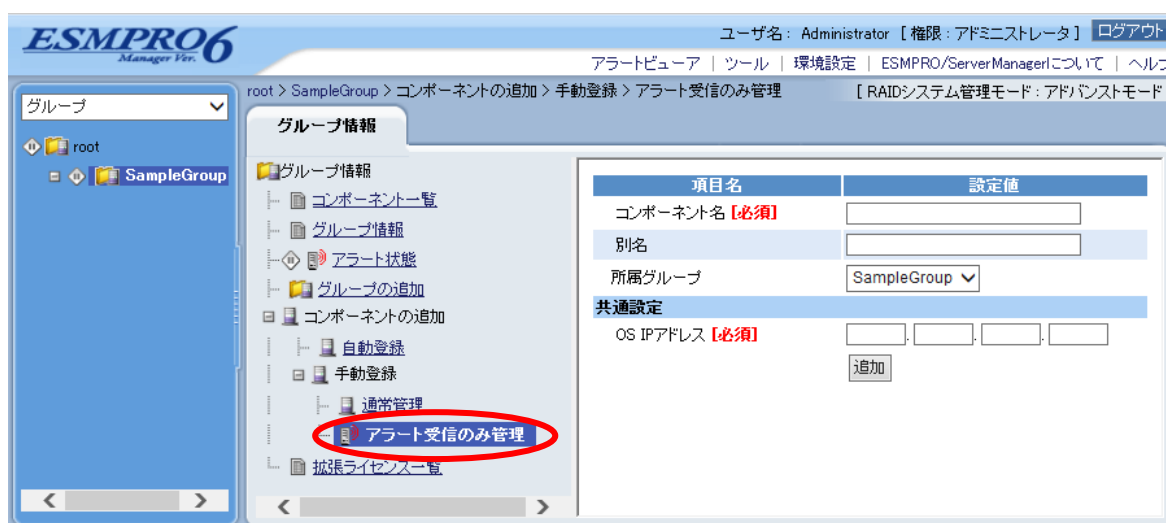 ESMPRO6
Manager Ver.
ユーザ名： Administrator [ 権限：アドミニストレータ ] ログアウト
アラートビューア | ツール | 環境設定 | ESMPRO/ServerManagerについて | ヘルプ
root > SampleGroup > コンポーネントの追加 > 手動登録 > アラート受信のみ管理 [ RAIDシステム管理モード：アドバンストモード
グループ
root
SampleGroup
グループ情報
グループ情報
コンポーネント一覧
グループ情報
アラート状態
グループの追加
コンポーネントの追加
自動登録
手動登録
通常管理
アラート受信のみ管理
拡張ライセンス一覧
項目名 設定値
コンポーネント名 [必須]
別名
所属グループ SampleGroup
共通設定
OS IPアドレス [必須] . . .
追加